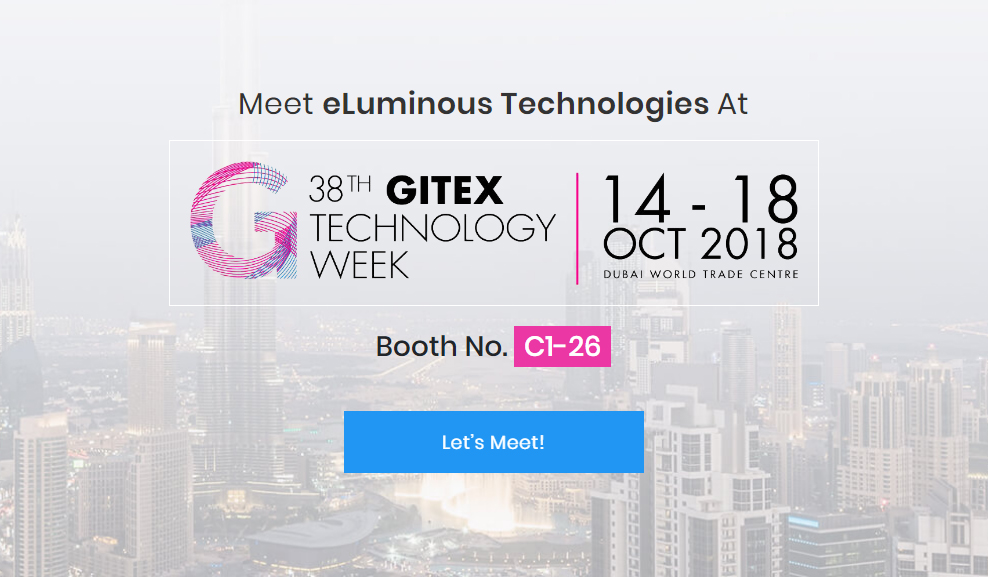 Meet eLuminous Technologies At
38TH GITEX
TECHNOLOGY
WEEK
14 - 18
OCT 2018
DUBAI WORLD TRADE CENTRE
Booth No. C1-26
Let's Meet!